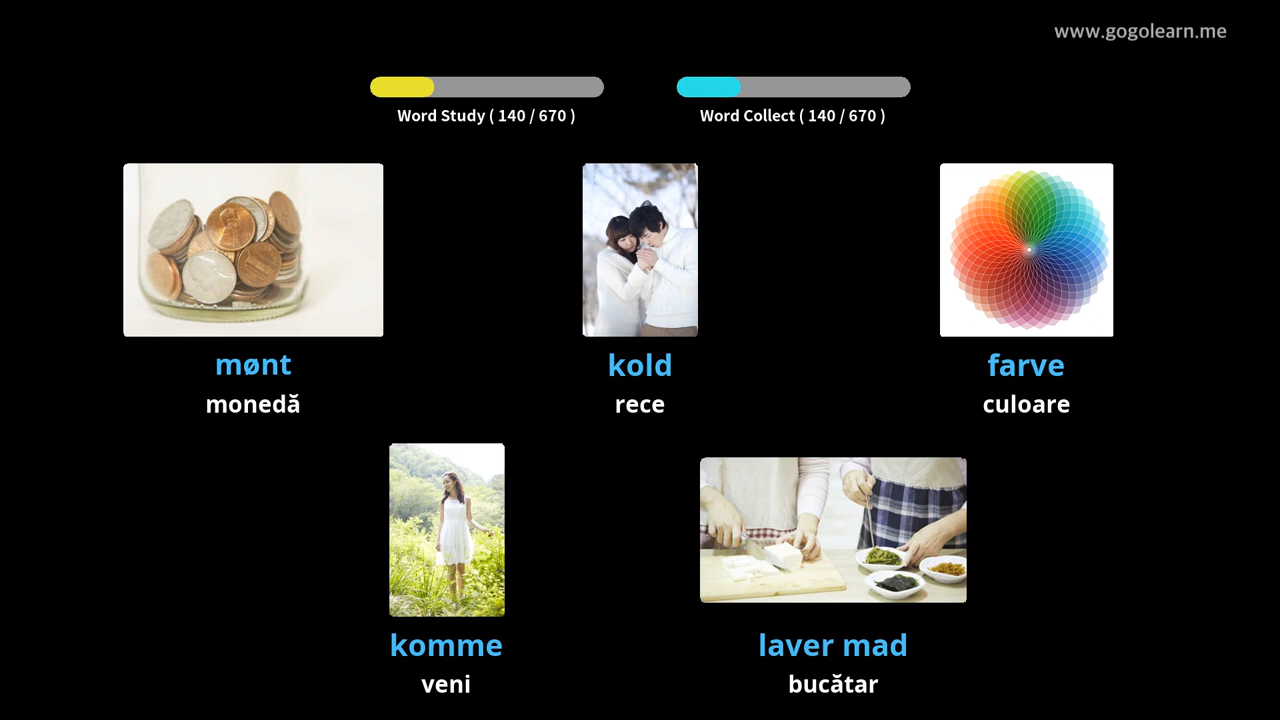 www.gogolearn.me
Word Study ( 140 / 670 )
Word Collect ( 140 / 670 )
mønt
kold
farve
monedă
rece
culoare
komme
laver mad
veni
bucătar